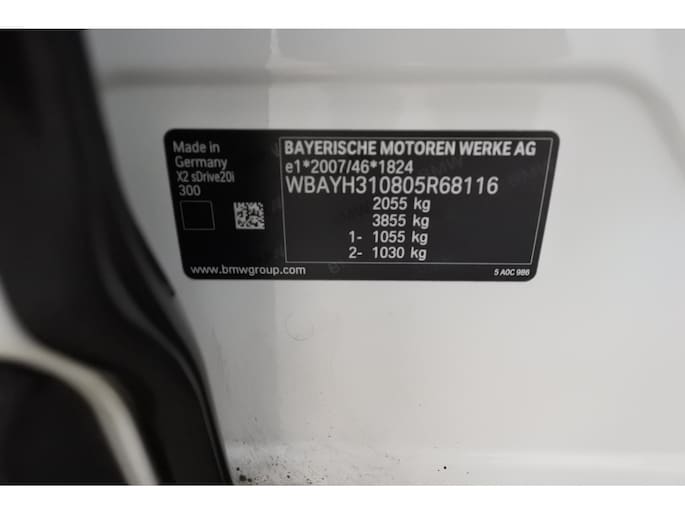 Made in
Germany
X2 sDrive20i
300
BAYERISCHE MOTOREN WERKE AG
e1*2007/46*1824
WBAYH310805R68116
2055 kg
3855 kg
1- 1055 kg
2- 1030 kg
www.bmwgroup.com
5 A0C 986